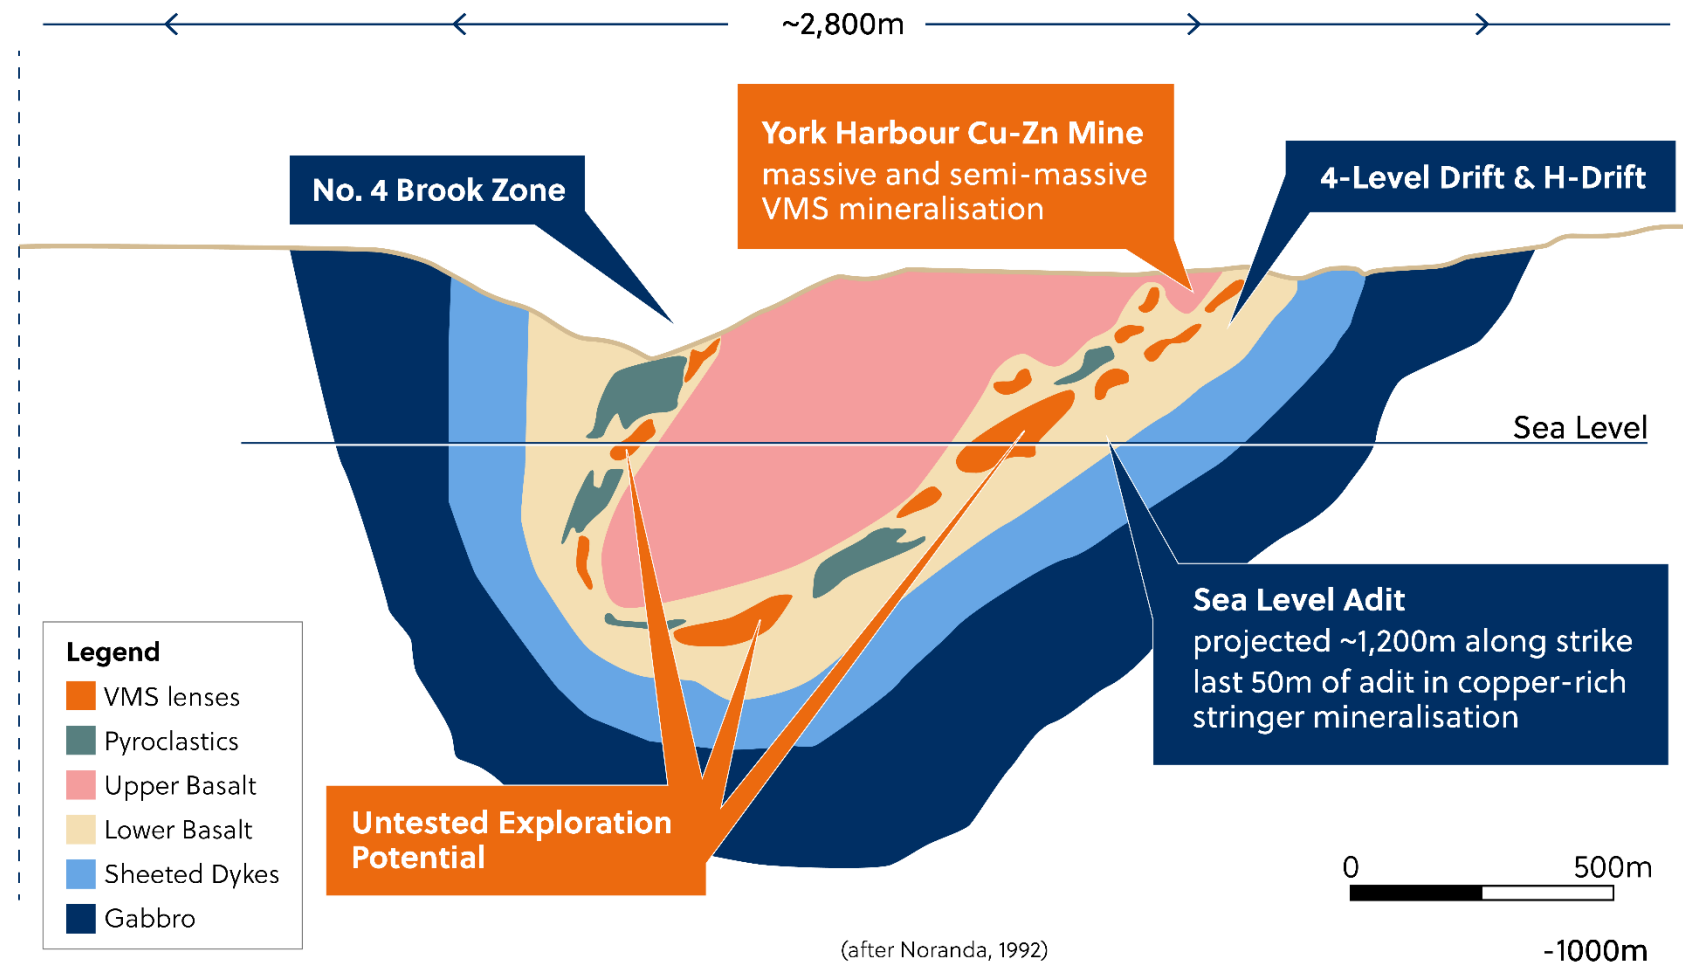 ~2,800m
York Harbour Cu-Zn Mine
massive and semi-massive
VMS mineralisation
No. 4 Brook Zone
4-Level Drift & H-Drift
Sea Level
Sea Level Adit
projected ~1,200m along strike
last 50m of adit in copper-rich
stringer mineralisation
Legend
VMS lenses
Pyroclastics
Upper Basalt
Lower Basalt
Sheeted Dykes
Gabbro
Untested Exploration
Potential
0 500m
(after Noranda, 1992)
-1000m